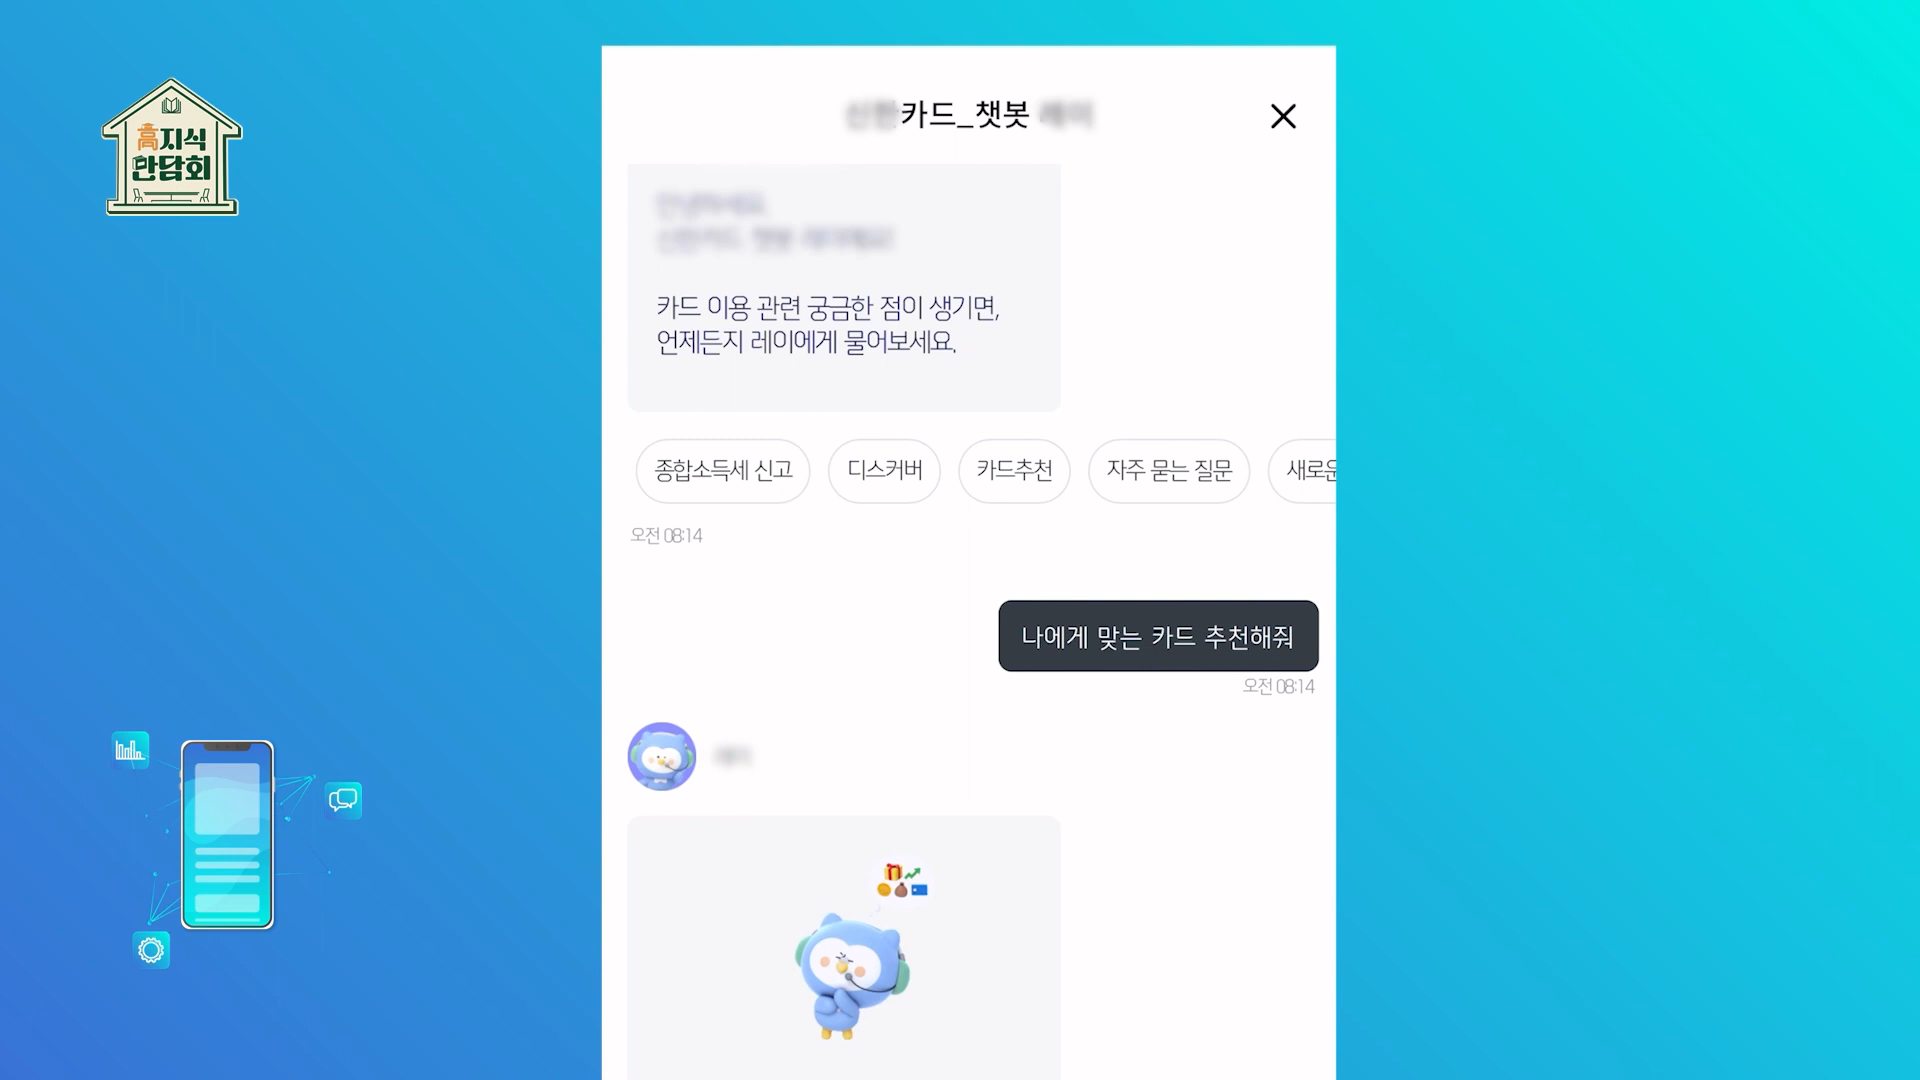 高지식
만담회
카드_챗봇
카드 이용 관련 궁금한 점이 생기면,
언제든지 레이에게 물어보세요.
종합소득세 신고
디스커버
카드추천
자주 묻는 질문
새로운
오전 08:14
나에게 맞는 카드 추천해줘
오전 08:14